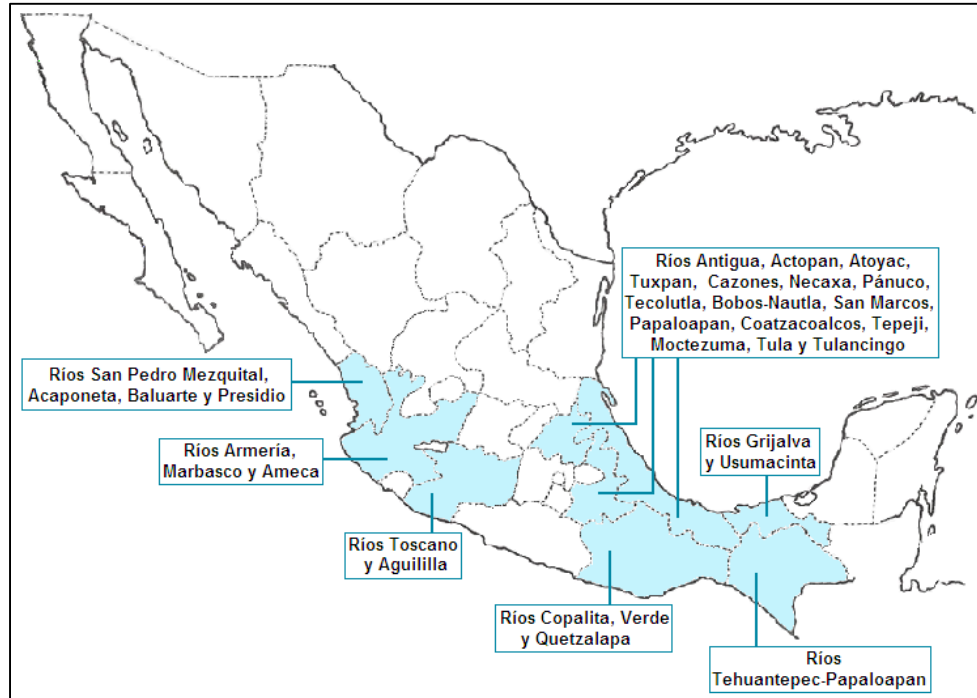 Ríos Antigua, Actopan, Atoyac,
Tuxpan, Cazones, Necaxa, Pánuco,
Tecolutla, Bobos-Nautla, San Marcos,
Papaloapan, Coatzacoalcos, Tepeji,
Moctezuma, Tula y Tulancingo
Ríos San Pedro Mezquital,
Acaponeta, Baluarte y Presidio
Ríos Armería,
Marbasco y Ameca
Ríos Grijalva
y Usumacinta
Ríos Toscano
y Aguililla
Ríos Copalita, Verde
y Quetzalapa
Ríos
Tehuantepec-Papaloapan